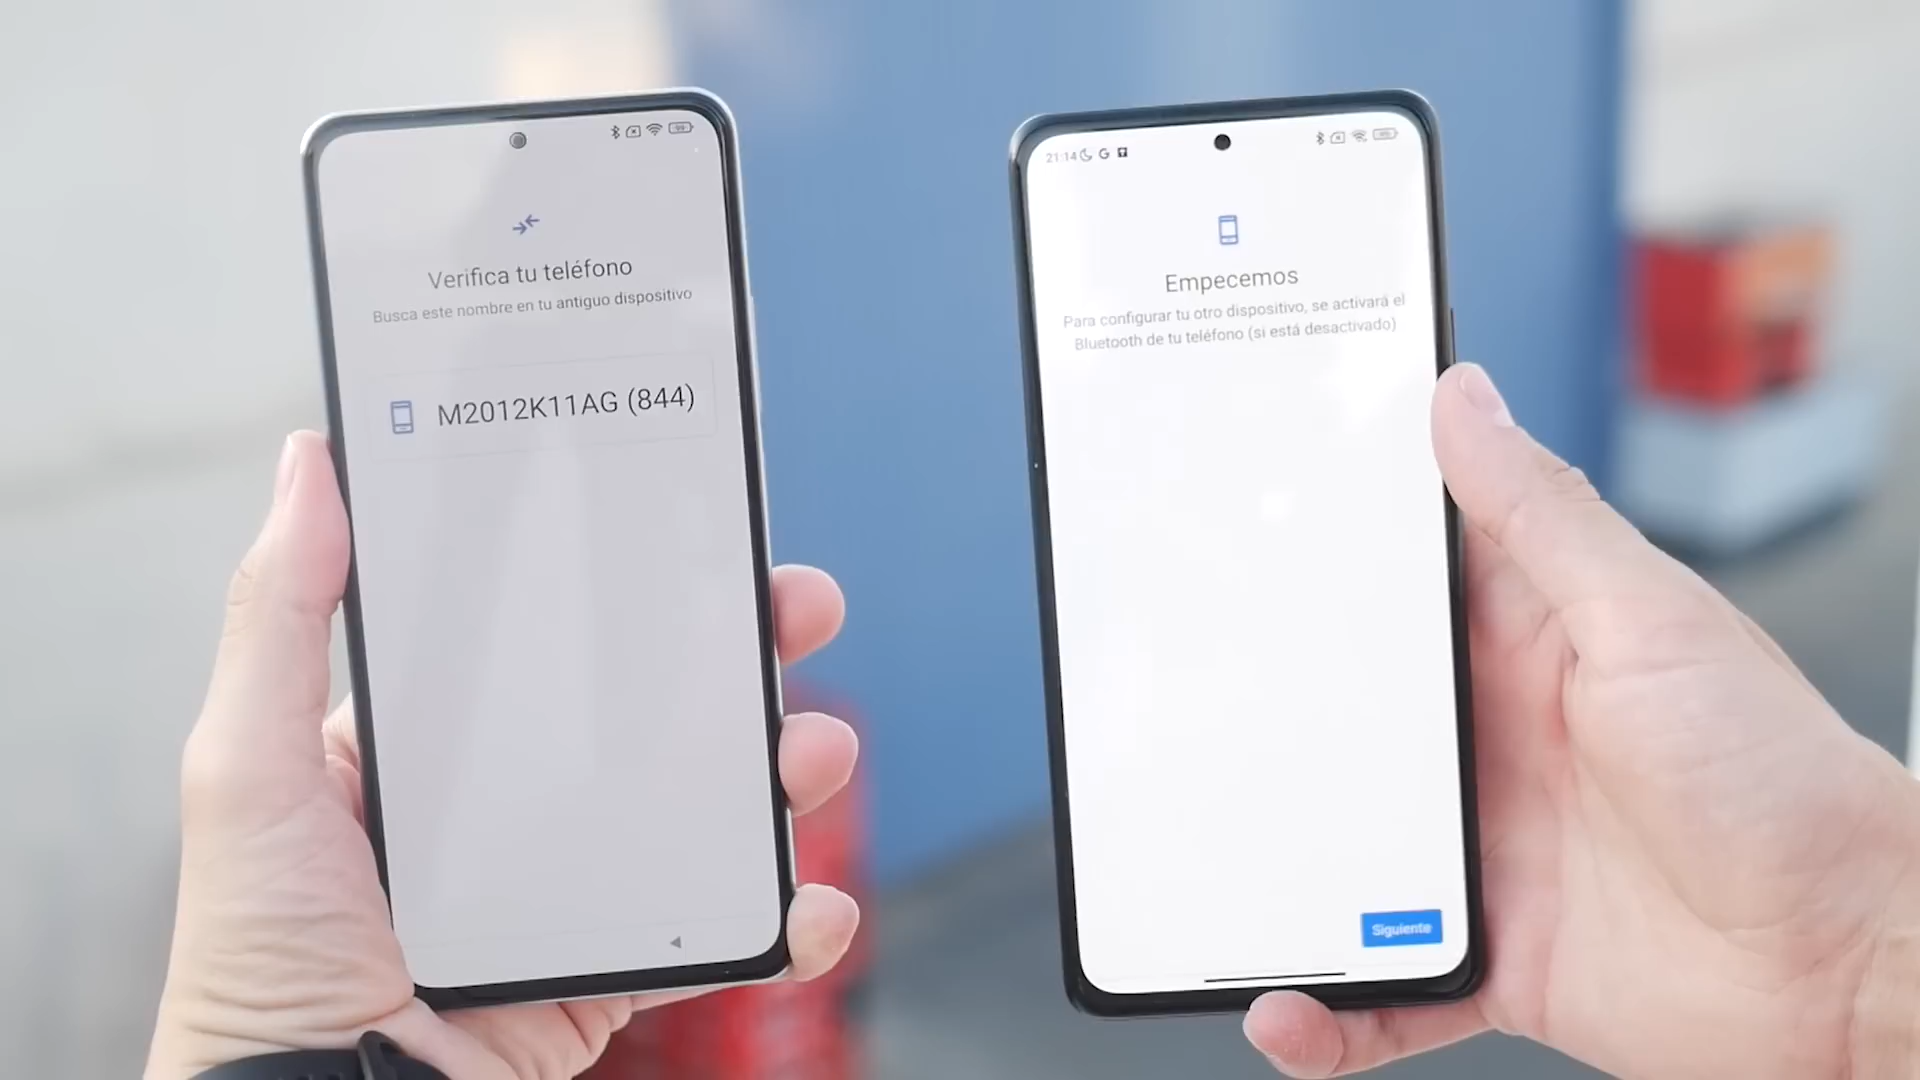 99
Verifica tu teléfono
Busca este nombre en tu antiguo dispositivo
M2012K11AG (844)
21:14
Empecemos
Para configurar tu otro dispositivo, se activará el
Bluetooth de tu teléfono (si está desactivado)
Siguiente